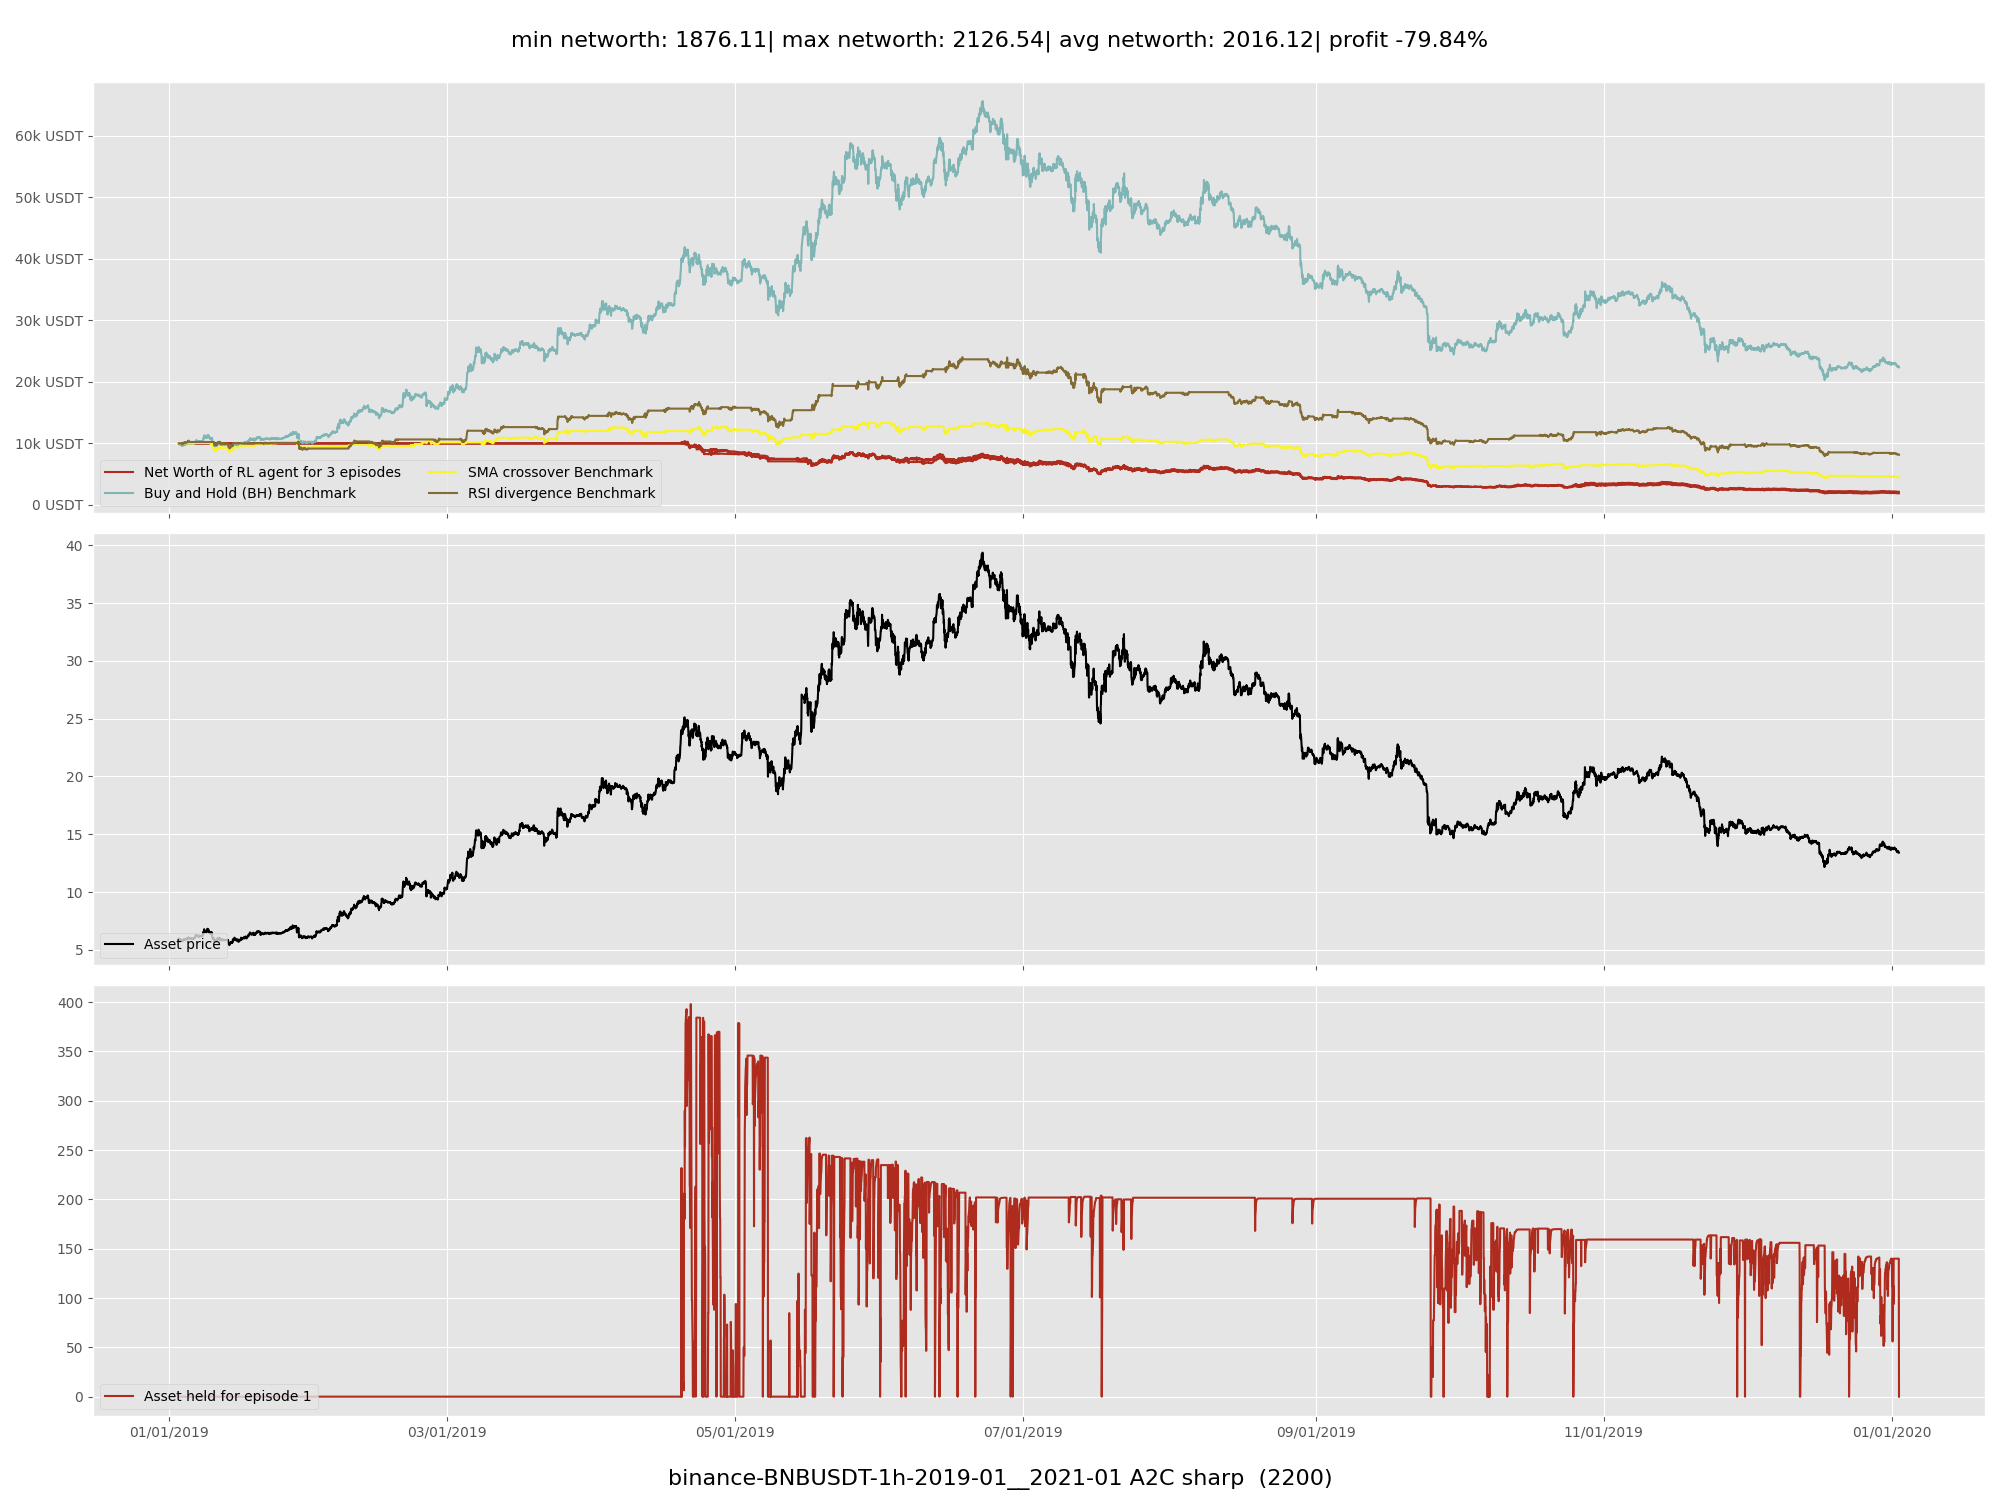 min networth: 1876.11| max networth: 2126.54| avg networth: 2016.12| profit -79.84%
60k USDT
50k USDT
40k USDT
30k USDT
20k USDT
10k USDT
0 USDT
Net Worth of RL agent for 3 episodes
Buy and Hold (BH) Benchmark
SMA crossover Benchmark
RSI divergence Benchmark
40
35
30
25
20
15
10
5
Asset price
400
350
300
250
200
150
100
50
0
Asset held for episode 1
01/01/2019 03/01/2019 05/01/2019 07/01/2019 09/01/2019 11/01/2019 01/01/2020
binance-BNBUSDT-1h-2019-01__2021-01 A2C sharp  (2200)